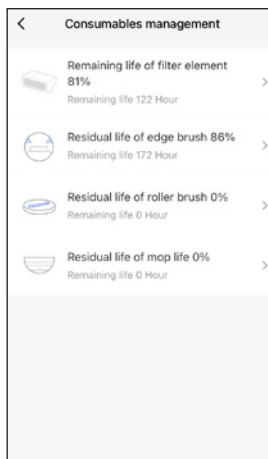 Consumables management
Remaining life of filter element
81%
Remaining life 122 Hour
Residual life of edge brush 86%
Remaining life 172 Hour
Residual life of roller brush 0%
Remaining life 0 Hour
Residual life of mop life 0%
Remaining life 0 Hour